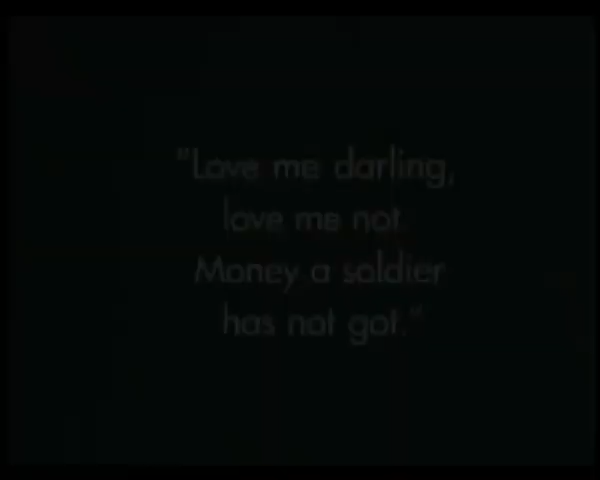 "Love me darling,
love me not
Money a soldier
has not got."